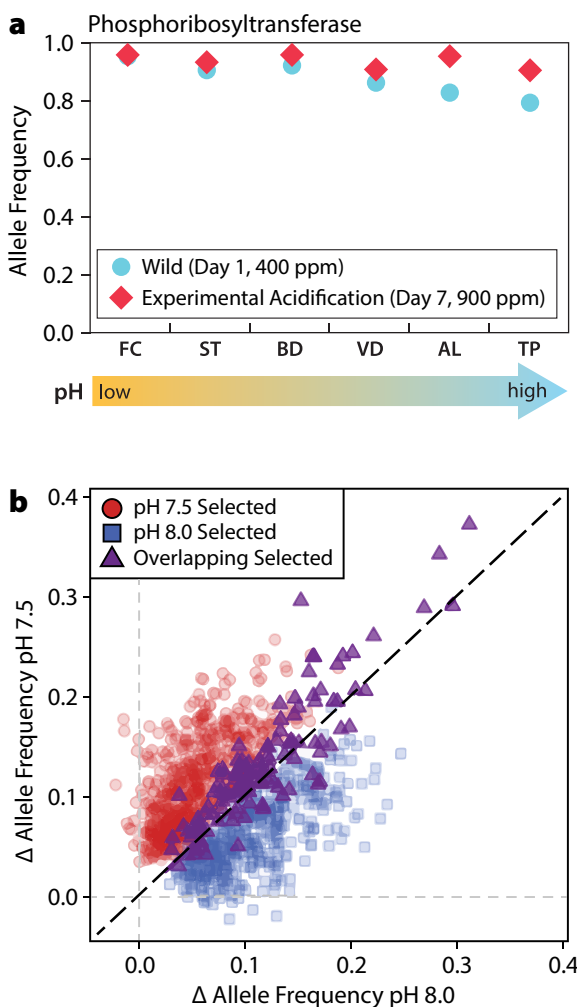 a
Phosphoribosyltransferase
Allele Frequency
1.0
0.8
0.6
0.4
0.2
0.0
Wild (Day 1, 400 ppm)
Experimental Acidification (Day 7, 900 ppm)
FC ST BD VD AL TP
pH low high
b
Δ Allele Frequency pH 7.5
0.4
0.3
0.2
0.1
0.0
pH 7.5 Selected
pH 8.0 Selected
Overlapping Selected
0.0 0.1 0.2 0.3 0.4
Δ Allele Frequency pH 8.0